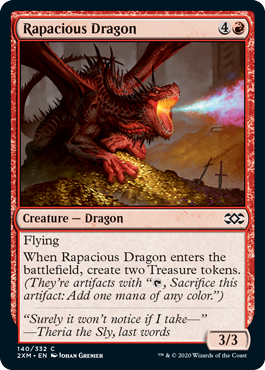 Rapacious Dragon 4
Creature — Dragon
Flying
When Rapacious Dragon enters the
battlefield, create two Treasure tokens.
(They're artifacts with “, Sacrifice this
artifact: Add one mana of any color.”)
“Surely it won't notice if I take—”
—Theria the Sly, last words
3/3
140/332 C
2XM • EN Johan Grenier
™ & © 2020 Wizards of the Coast